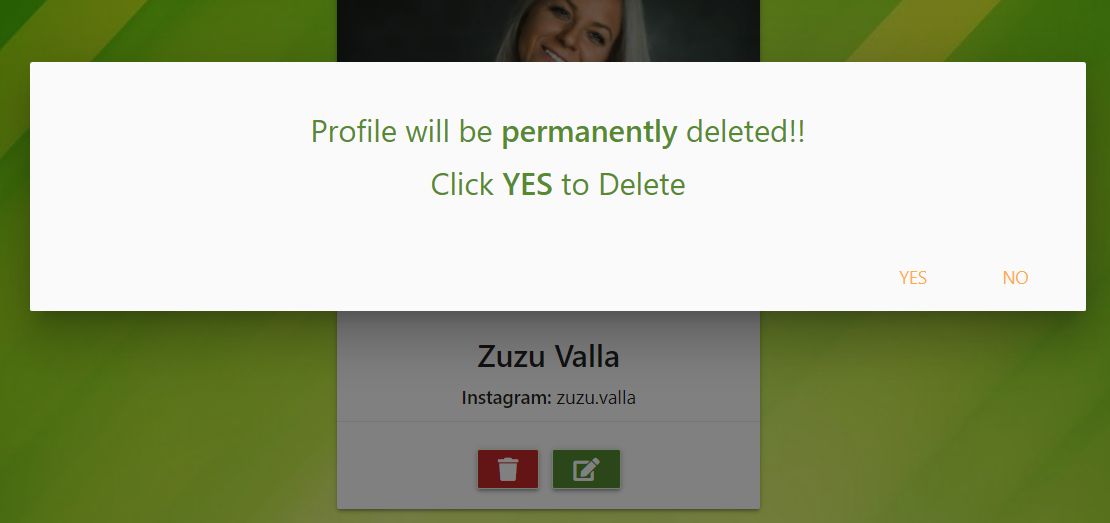 Profile will be permanently deleted!!
Click YES to Delete
YES NO
Zuzu Valla
Instagram: zuzu.valla